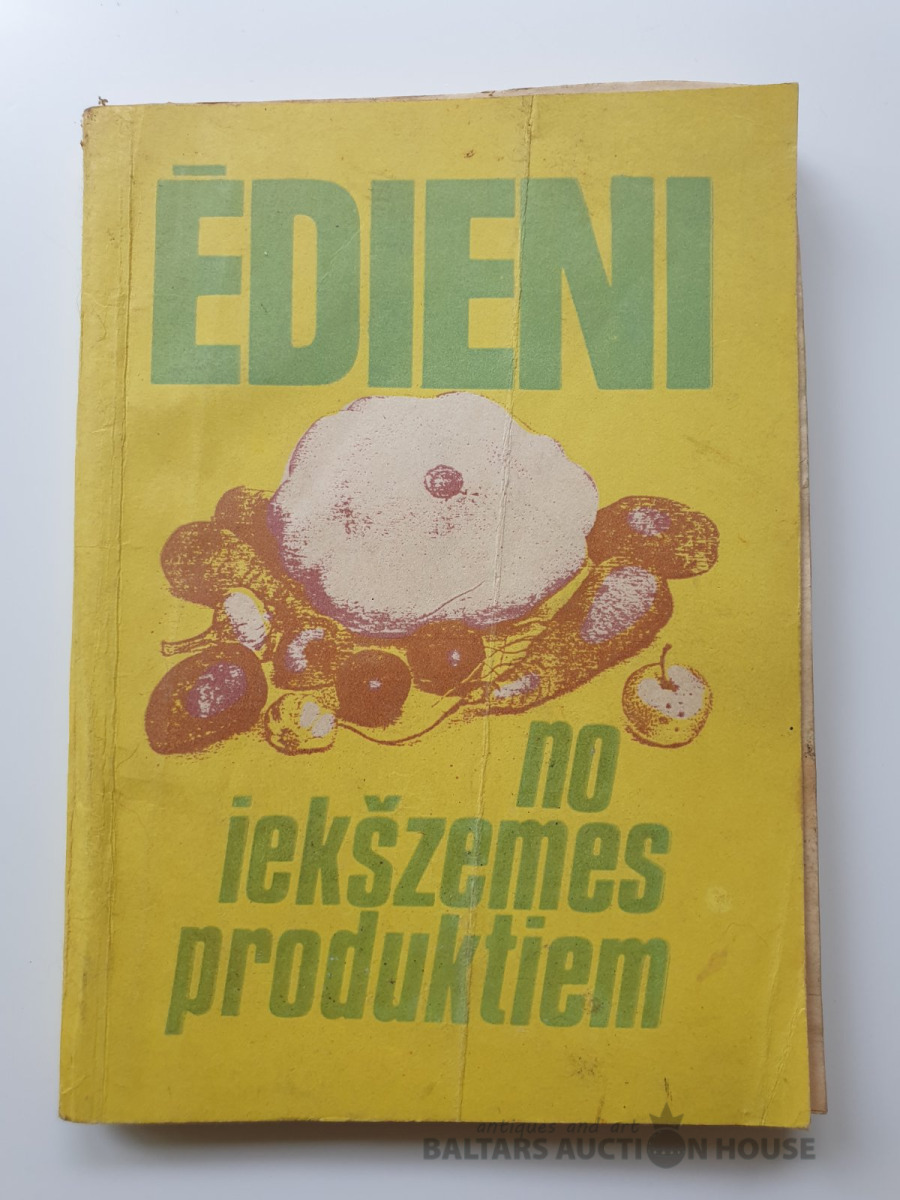 ĒDIENI
no
iekšzemes
produktiem
antiques and art
BALTARS AUCTION HOUSE